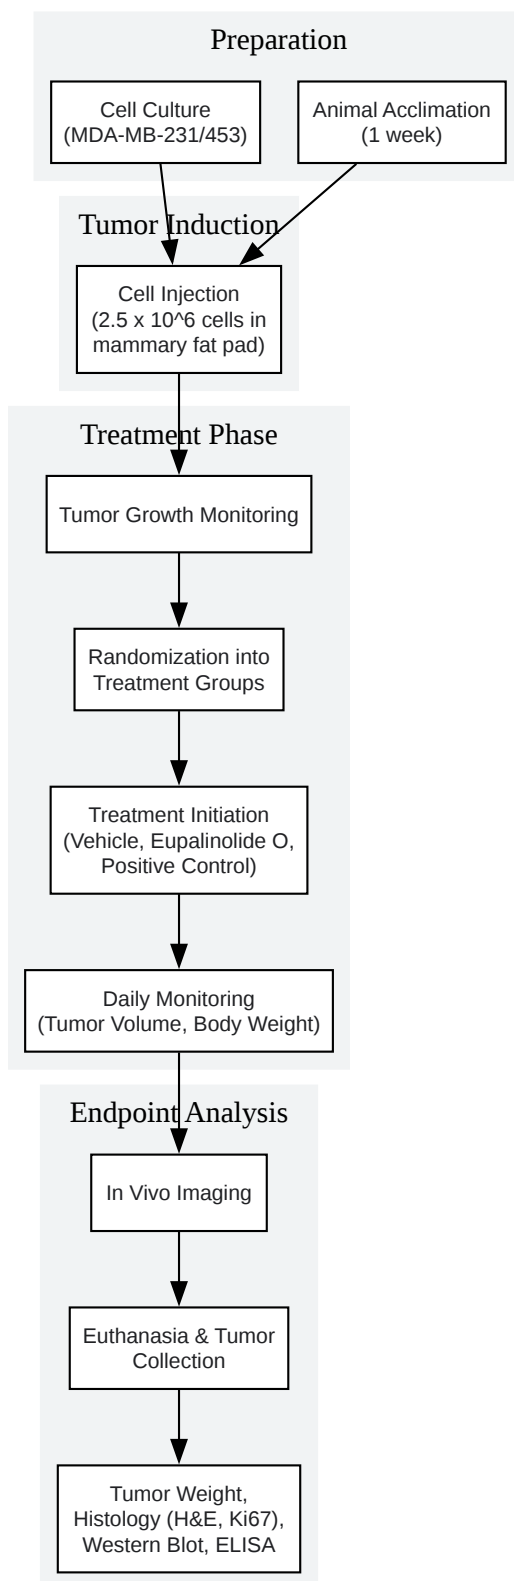 Preparation
Cell Culture
(MDA-MB-231/453)
Animal Acclimation
(1 week)
Tumor Induction
Cell Injection
(2.5 x 10^6 cells in
mammary fat pad)
Treatment Phase
Tumor Growth Monitoring
Randomization into
Treatment Groups
Treatment Initiation
(Vehicle, Eupalinolide O,
Positive Control)
Daily Monitoring
(Tumor Volume, Body Weight)
Endpoint Analysis
In Vivo Imaging
Euthanasia & Tumor
Collection
Tumor Weight,
Histology (H&E, Ki67),
Western Blot, ELISA